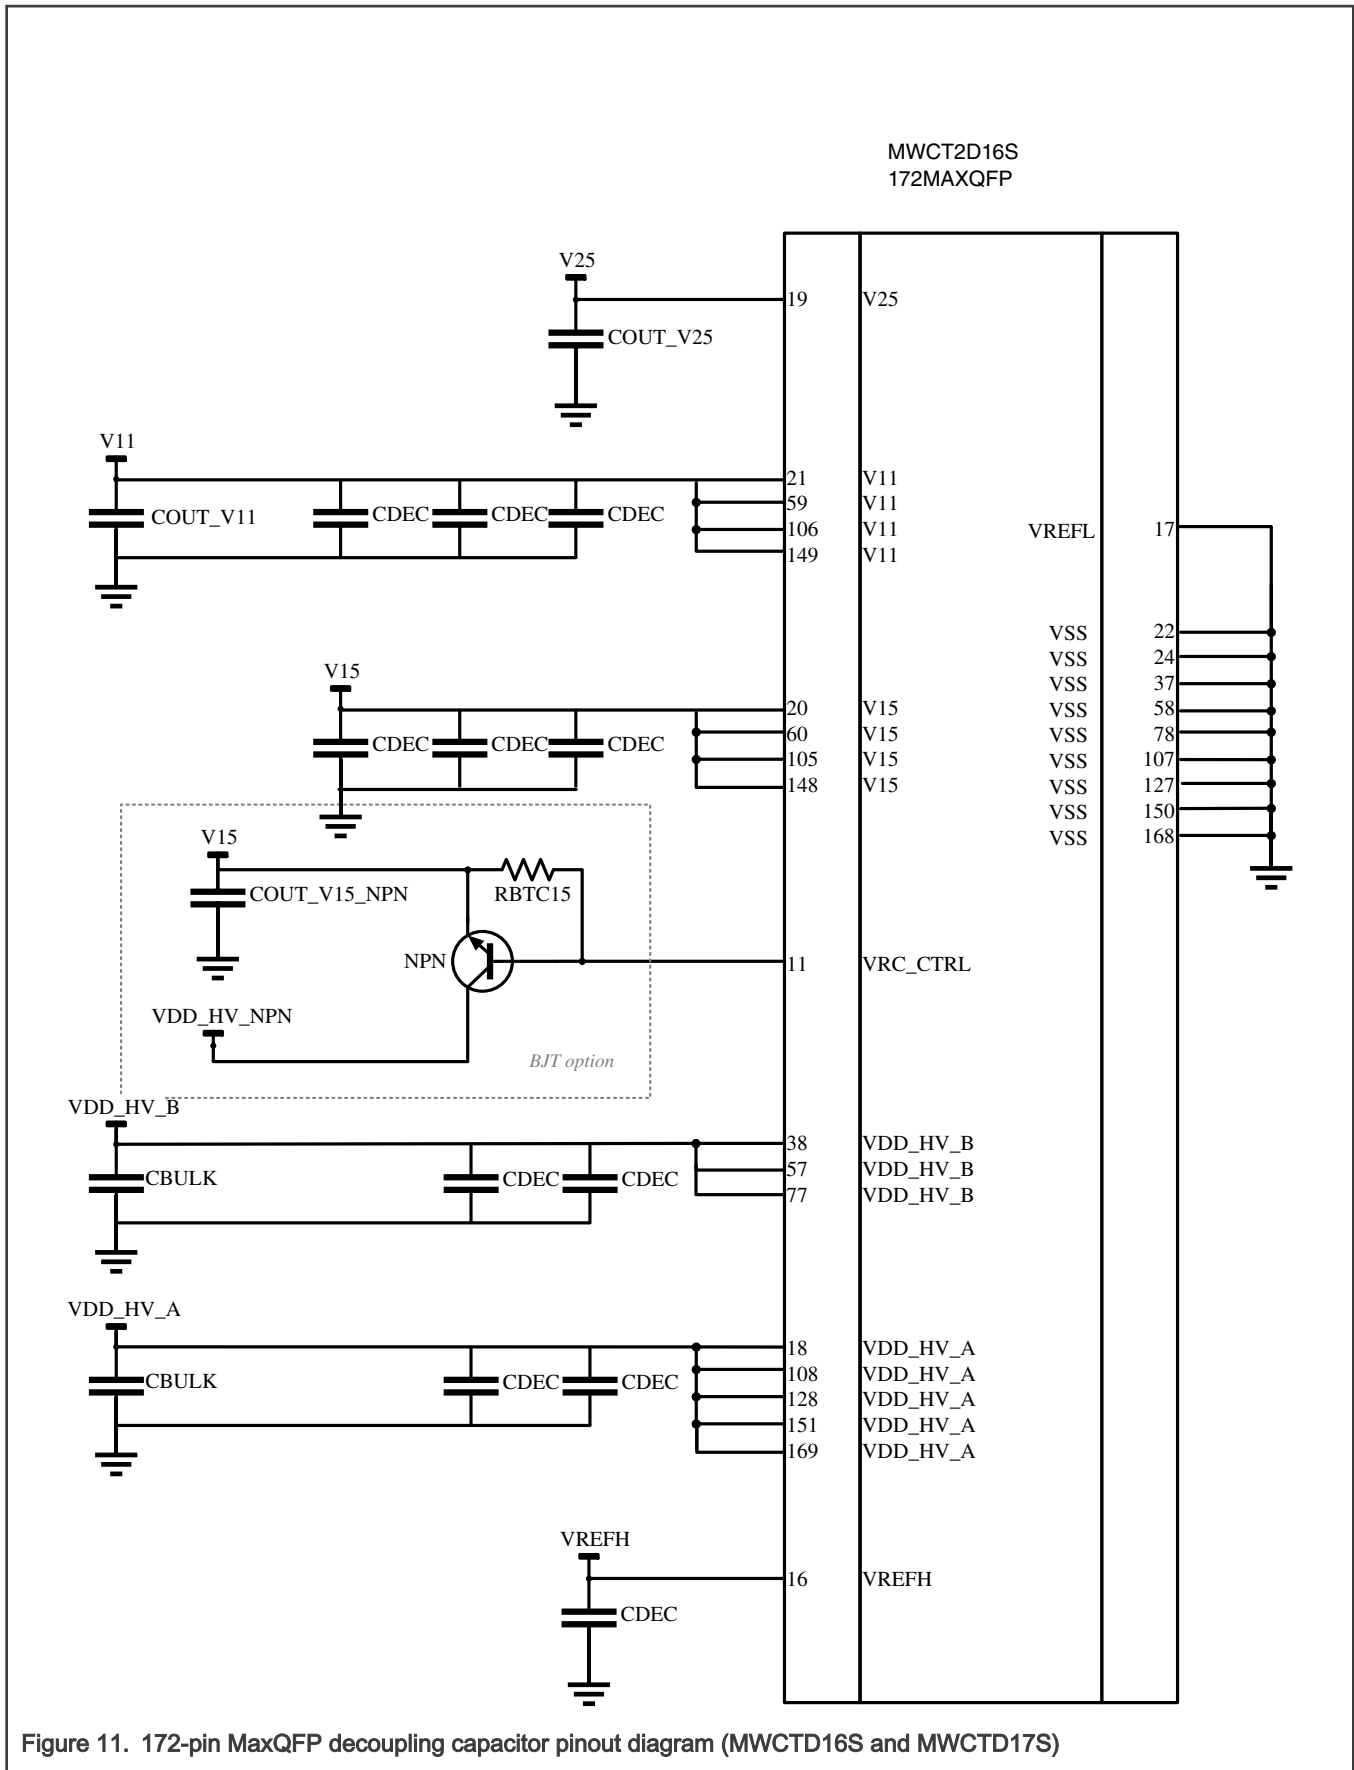 MWCT2D16S
172MAXQFP
V25
19 V25
COUT_V25
V11
21 V11
COUT_V11 CDEC CDEC CDEC
59 V11
106 V11
149 V11
VREFL 17
VSS 22
VSS 24
VSS 37
VSS 58
VSS 78
VSS 107
VSS 127
VSS 150
VSS 168
V15
20 V15
CDEC CDEC CDEC
60 V15
105 V15
148 V15
V15
COUT_V15_NPN
RBTC15
NPN
11 VRC_CTRL
VDD_HV_NPN
BJT option
VDD_HV_B
38 VDD_HV_B
CBULK CDEC CDEC
57 VDD_HV_B
77 VDD_HV_B
VDD_HV_A
18 VDD_HV_A
CBULK CDEC CDEC
108 VDD_HV_A
128 VDD_HV_A
151 VDD_HV_A
169 VDD_HV_A
VREFH
16 VREFH
CDEC
Figure 11. 172-pin MaxQFP decoupling capacitor pinout diagram (MWCTD16S and MWCTD17S)